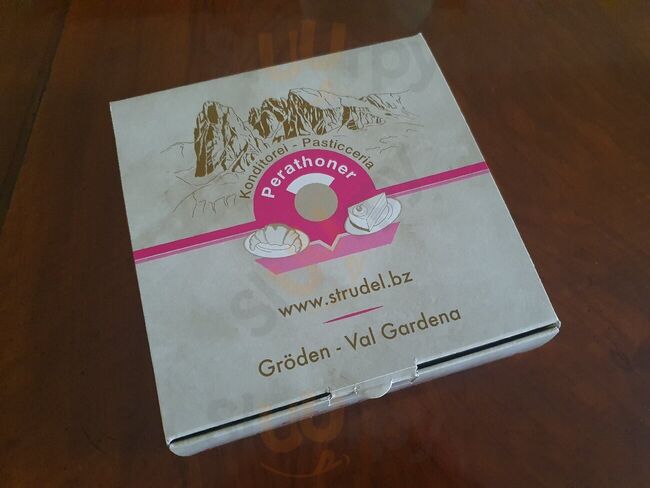 Konditorei - Pasticceria
Perathoner
www.strudel.bz
Gröden - Val Gardena